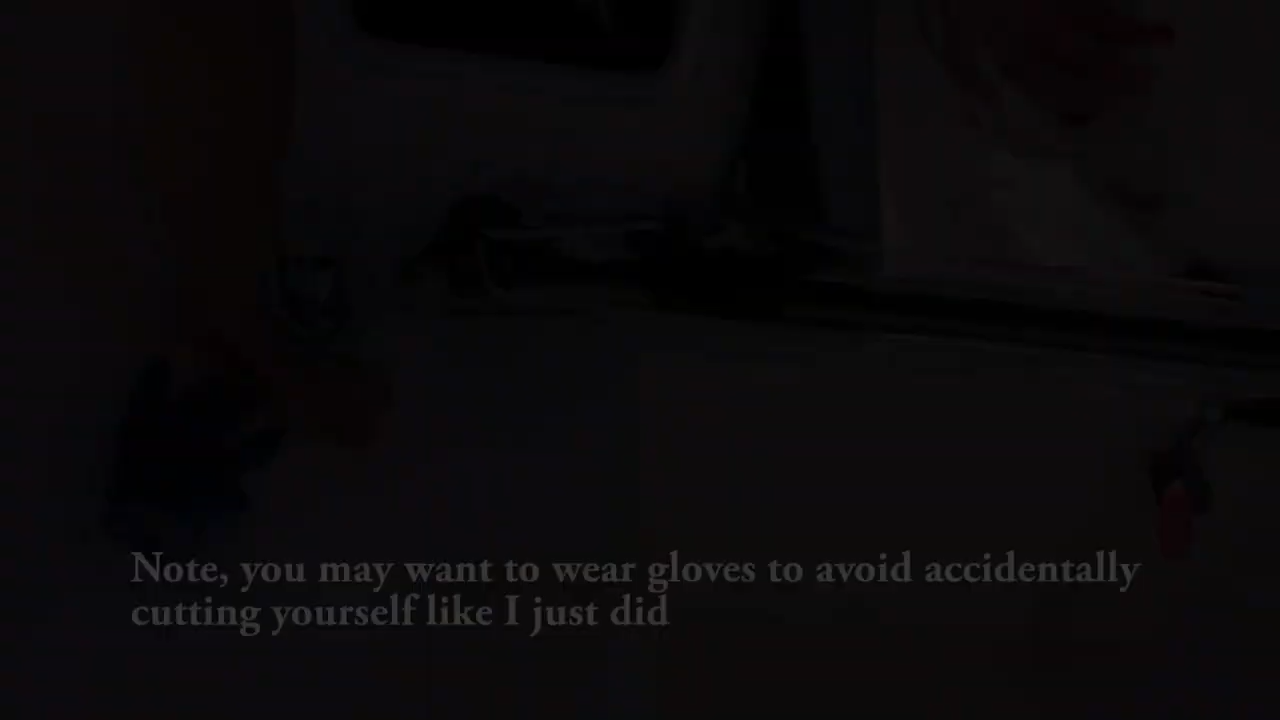 Note, you may want to wear gloves to avoid accidentally
cutting yourself like I just did